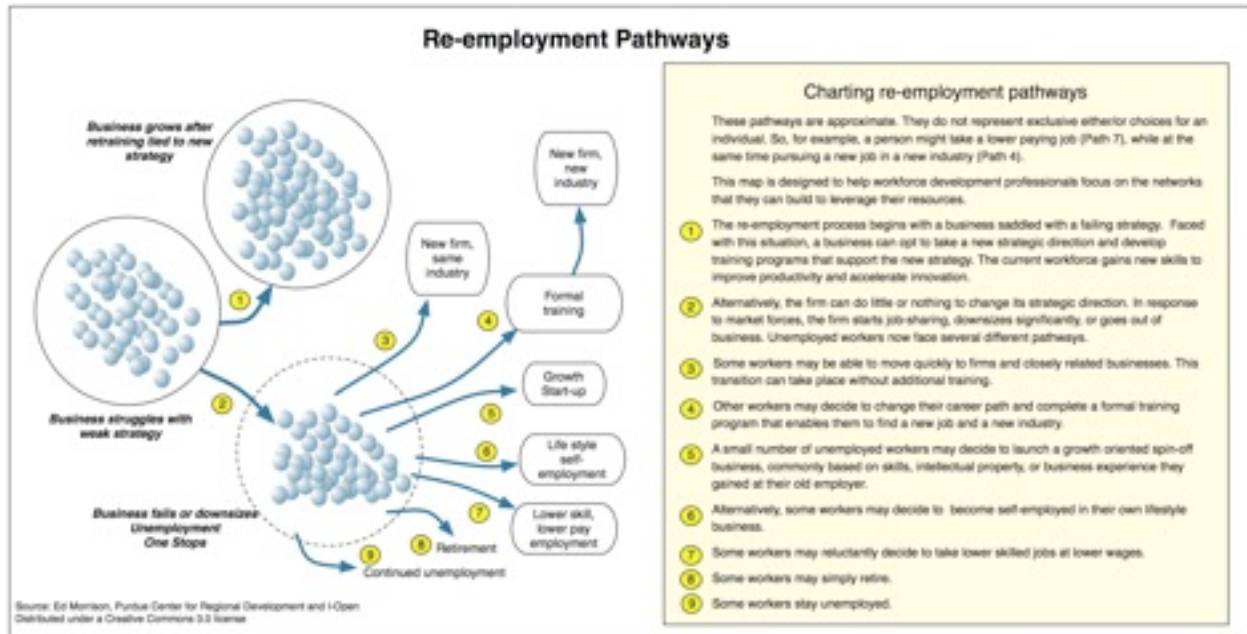 Re-employment Pathways
Business grows after
retraining tied to new
strategy
New firm,
new
industry
New firm,
same
industry
1
Formal
training
4
3
Growth
Start-up
2
5
Business struggles with
weak strategy
Life style
self-
employment
6
Business fails or downsizes
Unemployment
One Stops
7
Lower skill,
lower pay
employment
8
Retirement
9
Continued unemployment
Source: Ed Morrison, Purdue Center for Regional Development and I-Open
Distributed under a Creative Commons 3.0 license
Charting re-employment pathways
These pathways are approximate. They do not represent exclusive either/or choices for an
individual. So, for example, a person might take a lower paying job (Path 7), while at the
same time pursuing a new job in a new industry (Path 4).
This map is designed to help workforce development professionals focus on the networks
that they can build to leverage their resources.
1 The re-employment process begins with a business saddled with a failing strategy. Faced
with this situation, a business can opt to take a new strategic direction and develop
training programs that support the new strategy. The current workforce gains new skills to
improve productivity and accelerate innovation.
2 Alternatively, the firm can do little or nothing to change its strategic direction. In response
to market forces, the firm starts job-sharing, downsizes significantly, or goes out of
business. Unemployed workers now face several different pathways.
3 Some workers may be able to move quickly to firms and closely related businesses. This
transition can take place without additional training.
4 Other workers may decide to change their career path and complete a formal training
program that enables them to find a new job and a new industry.
5 A small number of unemployed workers may decide to launch a growth oriented spin-off
business, commonly based on skills, intellectual property, or business experience they
gained at their old employer.
6 Alternatively, some workers may decide to become self-employed in their own lifestyle
business.
7 Some workers may reluctantly decide to take lower skilled jobs at lower wages.
8 Some workers may simply retire.
9 Some workers stay unemployed.